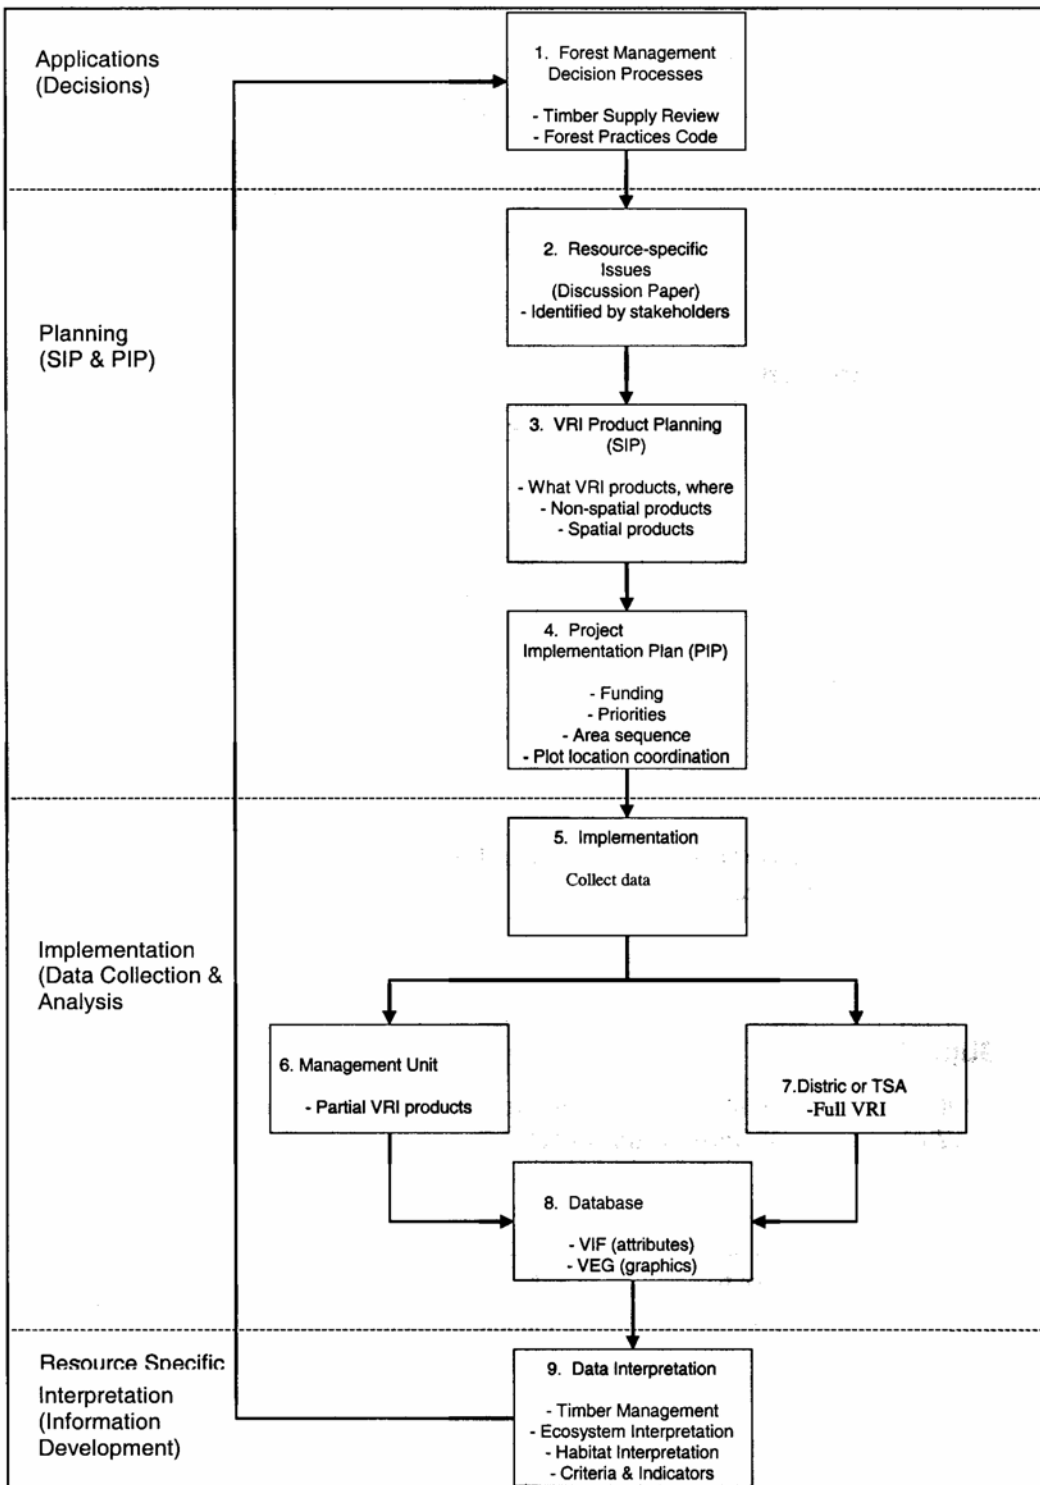 Applications
(Decisions)
1. Forest Management
Decision Processes
- Timber Supply Review
- Forest Practices Code
Planning
(SIP & PIP)
2. Resource-specific
Issues
(Discussion Paper)
- Identified by stakeholders
3. VRI Product Planning
(SIP)
- What VRI products, where
- Non-spatial products
- Spatial products
4. Project
Implementation Plan (PIP)
- Funding
- Priorities
- Area sequence
- Plot location coordination
Implementation
(Data Collection &
Analysis
5. Implementation
Collect data
6. Management Unit
- Partial VRI products
7.Distric or TSA
-Full VRI
8. Database
- VIF (attributes)
- VEG (graphics)
Resource Specific
Interpretation
(Information
Development)
9. Data Interpretation
- Timber Management
- Ecosystem Interpretation
- Habitat Interpretation
- Criteria & Indicators